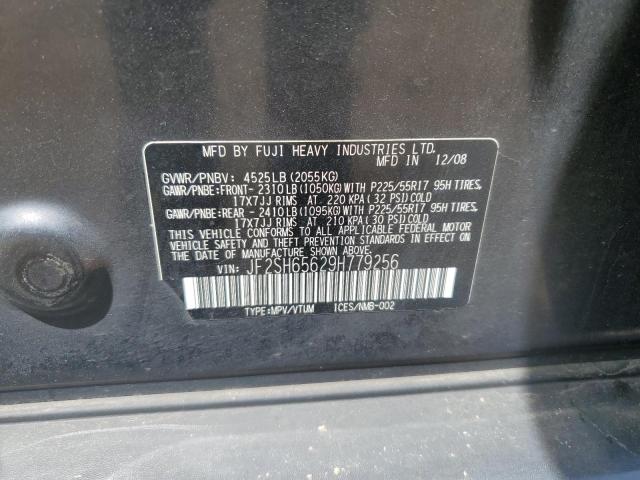 MFD BY FUJI HEAVY INDUSTRIES LTD.
MFD IN 12/08
GVWR/PNBV: 4525LB(2055KG)
GAWR/PNBE:FRONT- 2310LB(1050KG)WITH P225/55R17 95H TIRES,
17X7JJ RIMS AT 220 KPA(32 PSI)COLD
GAWR/PNBE:REAR -2410LB(1095KG)WITH P225/55R17 95H TIRES,
17X7JJ RIMS AT 210 KPA(30 PSI)COLD
THIS VEHICLE CONFORMS TO ALL APPLICABLE FEDERAL MOTOR
VEHICLE SAFETY AND THEFT PREVENTION STANDARDS IN EFFECT
ON THE DATE OF MANUFACTURE SHOWN ABOVE.
VIN: JF2SH65629H779256
TYPE:MPV/VTUM ICES/NMB-002